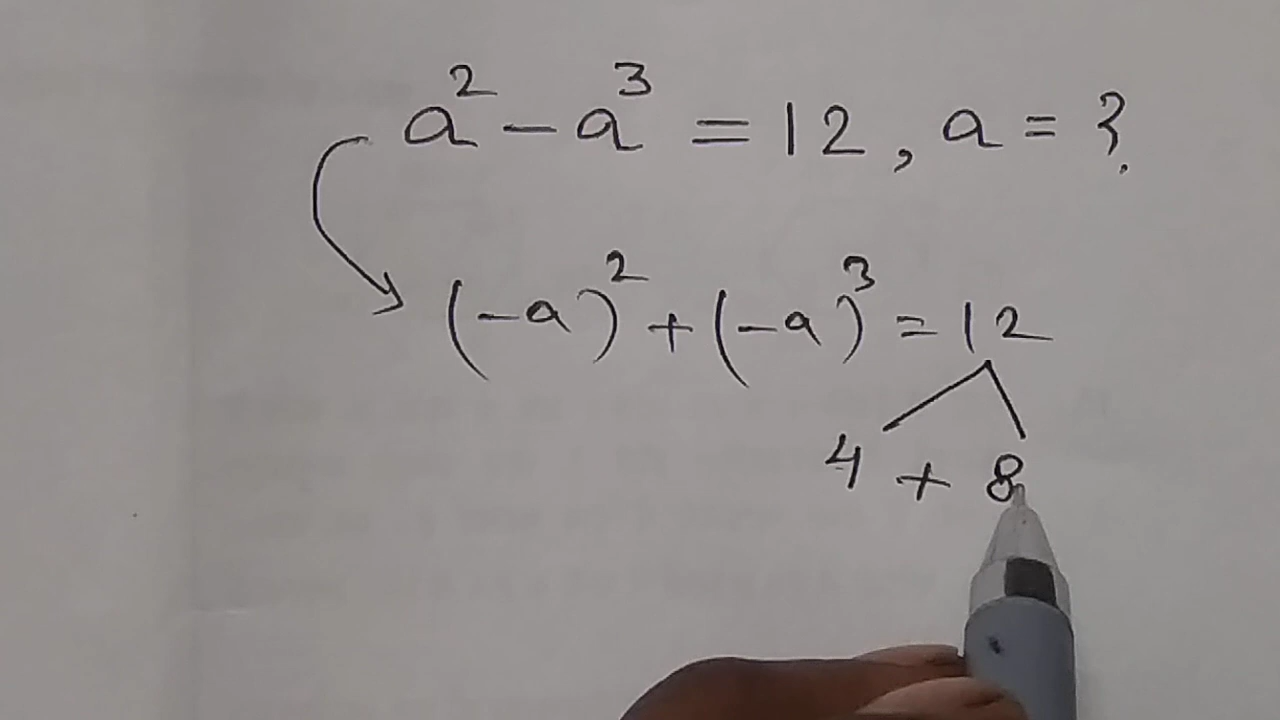 a² - a³ = 12, a = ?
(-a)² + (-a)³ = 12
4 + 8